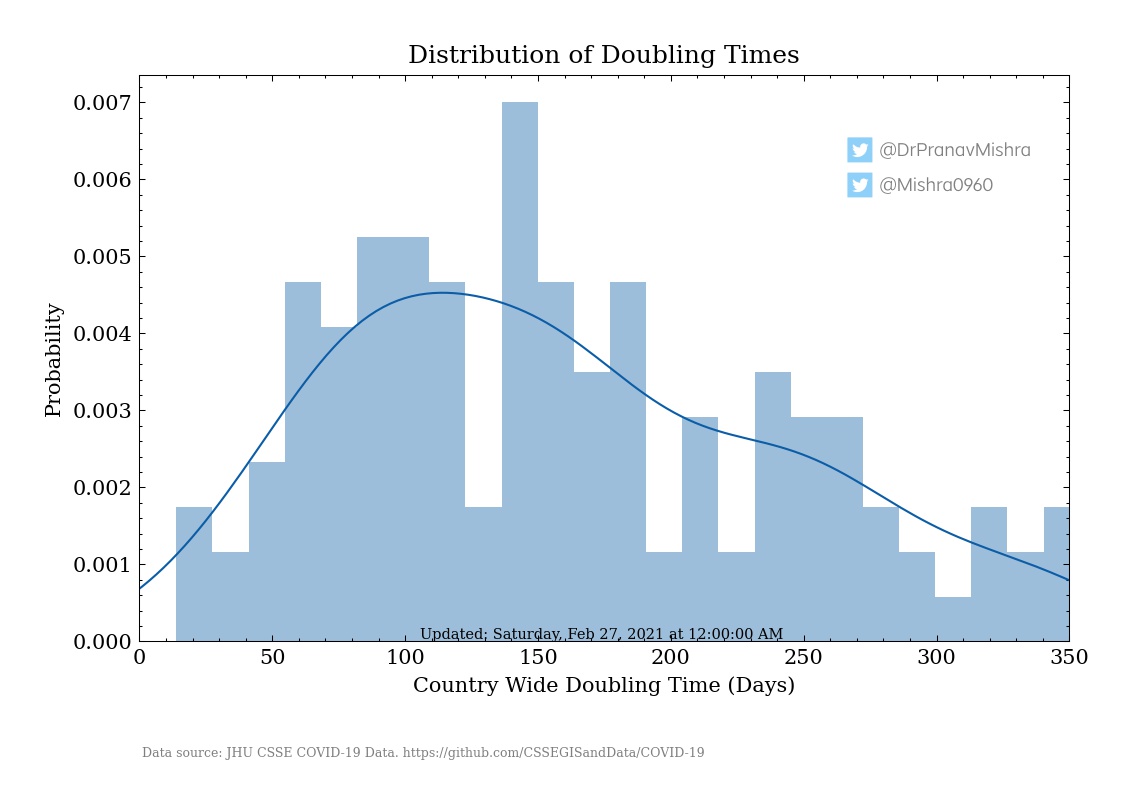 Distribution of Doubling Times
0.007
0.006
0.005
0.004
0.003
0.002
0.001
0.000
Probability
@DrPranavMishra
@Mishra0960
Updated; Saturday, Feb 27, 2021 at 12:00:00 AM
0 50 100 150 200 250 300 350
Country Wide Doubling Time (Days)
Data source: JHU CSSE COVID-19 Data. https://github.com/CSSEGISandData/COVID-19